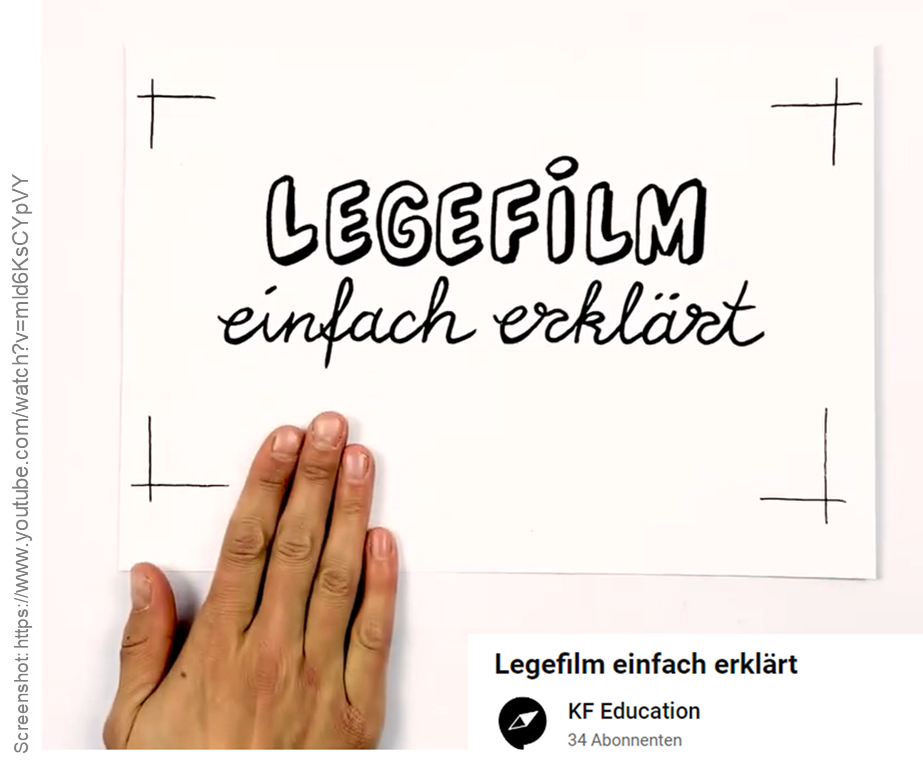 LEGEFiLM
einfach erklärt
Legefilm einfach erklärt
KF Education
34 Abonnenten
Screenshot: https://www.youtube.com/watch?v=mld6KsCYpVY